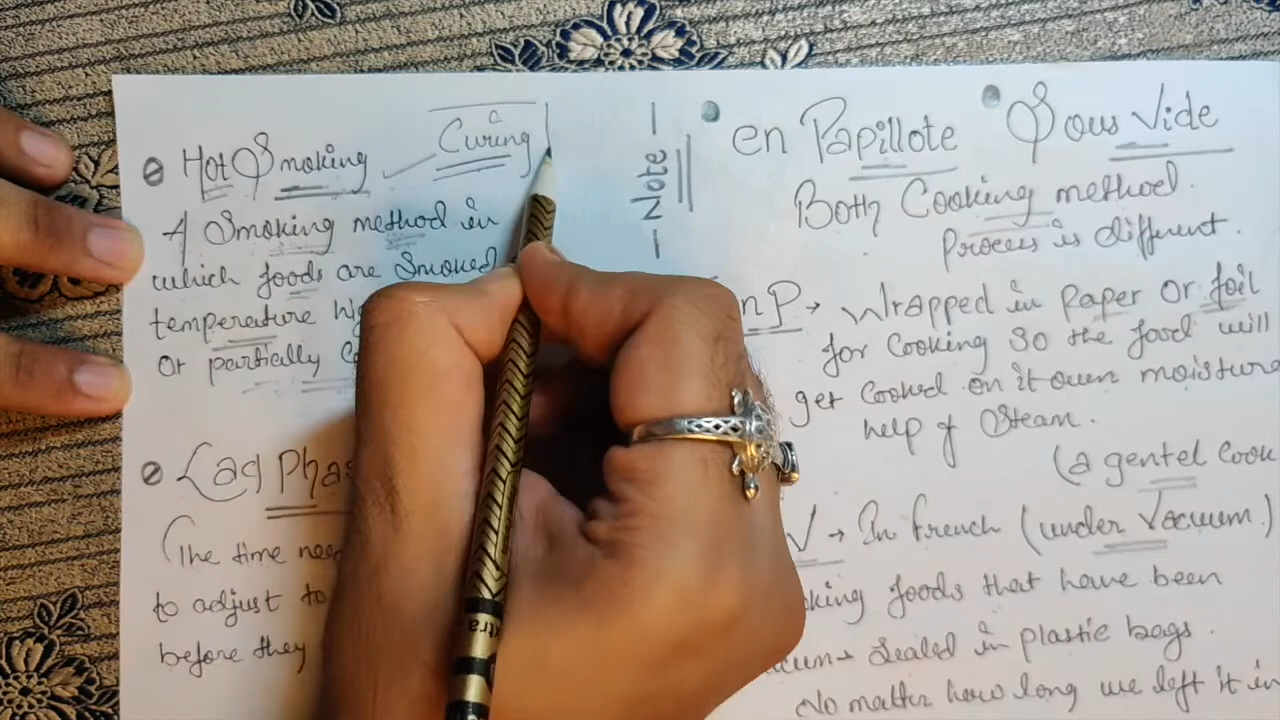 Hot Smoking
Curing
A Smoking method in
which foods are Smoked
temperature
or partially
Lag Phas
(The time nee
to adjust to
before they
— Note —
en Papillote
Sous Vide
Both Cooking method.
Process is different.
nP → Wrapped in paper or foil
for cooking so the food will
get cooked on it own moisture
help of Steam.
(a gentel cook
V → In french (under Vacuum.)
king foods that have been
cum → Sealed in plastic bags.
No matter how long we left it in
xtra